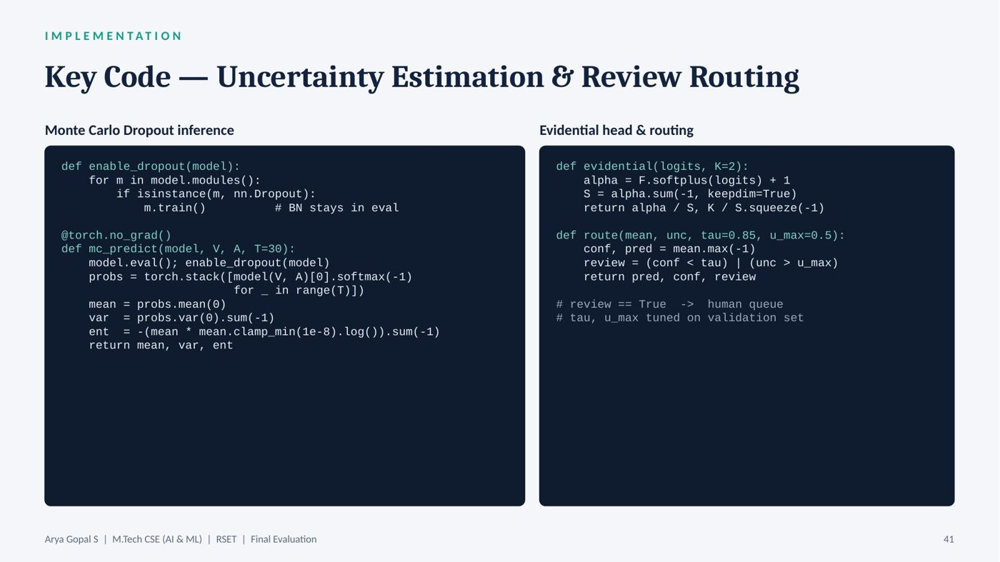 IMPLEMENTATION
Key Code — Uncertainty Estimation & Review Routing
Monte Carlo Dropout inference
def enable_dropout(model):
    for m in model.modules():
        if isinstance(m, nn.Dropout):
            m.train()          # BN stays in eval

@torch.no_grad()
def mc_predict(model, V, A, T=30):
    model.eval(); enable_dropout(model)
    probs = torch.stack([model(V, A)[0].softmax(-1)
                         for _ in range(T)])
    mean = probs.mean(0)
    var  = probs.var(0).sum(-1)
    ent  = -(mean * mean.clamp_min(1e-8).log()).sum(-1)
    return mean, var, ent
Evidential head & routing
def evidential(logits, K=2):
    alpha = F.softplus(logits) + 1
    S = alpha.sum(-1, keepdim=True)
    return alpha / S, K / S.squeeze(-1)

def route(mean, unc, tau=0.85, u_max=0.5):
    conf, pred = mean.max(-1)
    review = (conf < tau) | (unc > u_max)
    return pred, conf, review

# review == True  ->  human queue
# tau, u_max tuned on validation set
Arya Gopal S | M.Tech CSE (AI & ML) | RSET | Final Evaluation
41